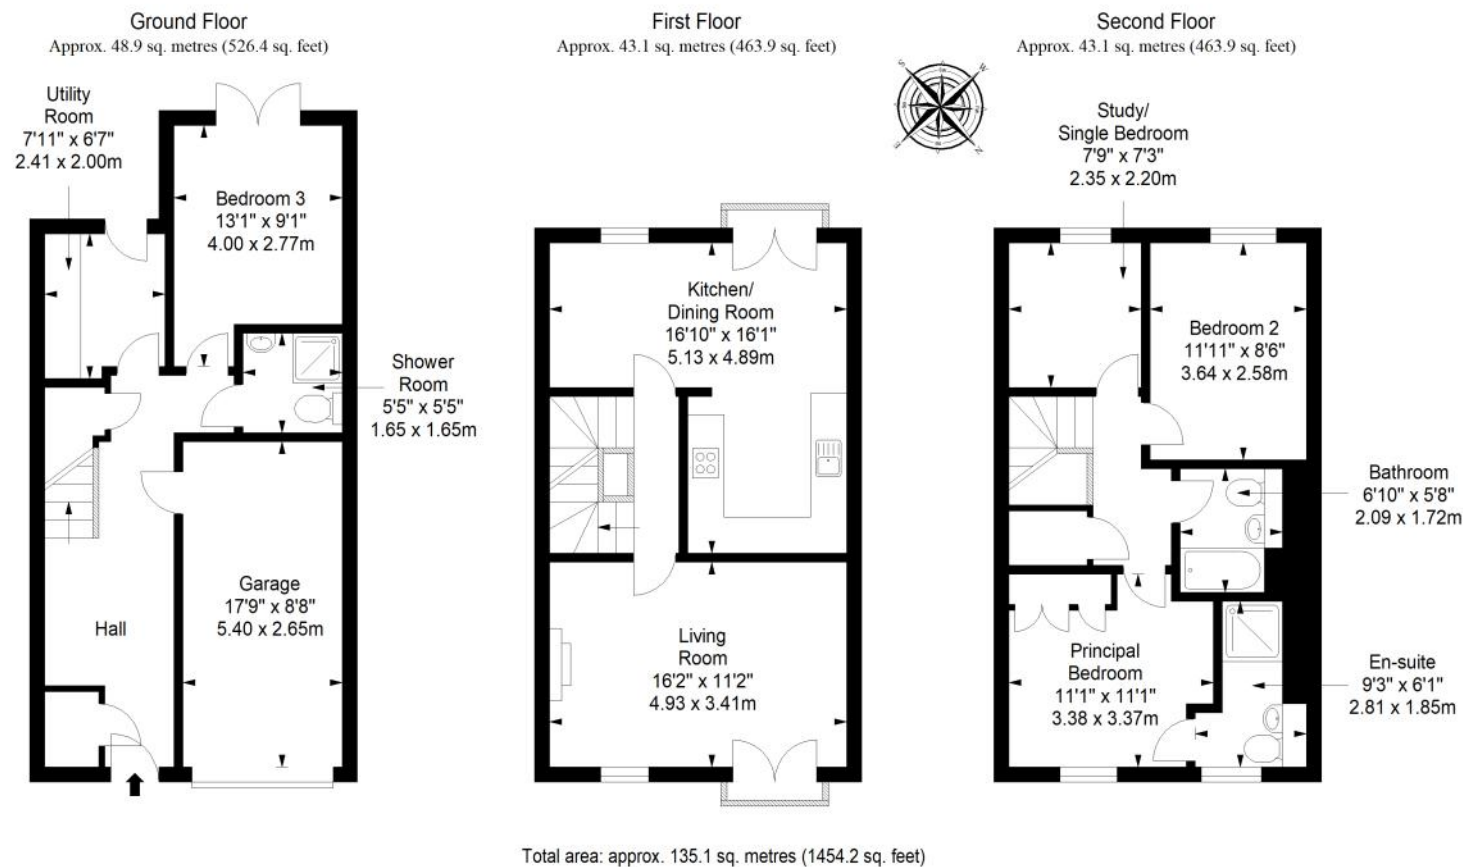 Ground Floor
Approx. 48.9 sq. metres (526.4 sq. feet)
Utility
Room
7'11" x 6'7"
2.41 x 2.00m
Bedroom 3
13'1" x 9'1"
4.00 x 2.77m
Shower
Room
5'5" x 5'5"
1.65 x 1.65m
Garage
17'9" x 8'8"
5.40 x 2.65m
Hall
First Floor
Approx. 43.1 sq. metres (463.9 sq. feet)
Kitchen/
Dining Room
16'10" x 16'1"
5.13 x 4.89m
Living
Room
16'2" x 11'2"
4.93 x 3.41m
Second Floor
Approx. 43.1 sq. metres (463.9 sq. feet)
S
W
E
N
Study/
Single Bedroom
7'9" x 7'3"
2.35 x 2.20m
Bedroom 2
11'11" x 8'6"
3.64 x 2.58m
Bathroom
6'10" x 5'8"
2.09 x 1.72m
Principal
Bedroom
11'1" x 11'1"
3.38 x 3.37m
En-suite
9'3" x 6'1"
2.81 x 1.85m
Total area: approx. 135.1 sq. metres (1454.2 sq. feet)